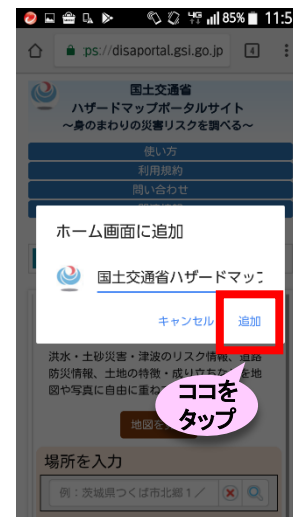 85% 11:5
ps://disaportal.gsi.go.jp 4
国土交通省
ハザードマップポータルサイト
～身のまわりの災害リスクを調べる～
使い方
利用規約
問い合わせ
ホーム画面に追加
国土交通省ハザードマッ
キャンセル 追加
洪水・土砂災害・津波のリスク情報、道路
防災情報、土地の特徴・成り立ち
を地
図や写真に自由に重ね
ココを
タップ
地図を
場所を入力
例：茨城県つくば市北郷１／